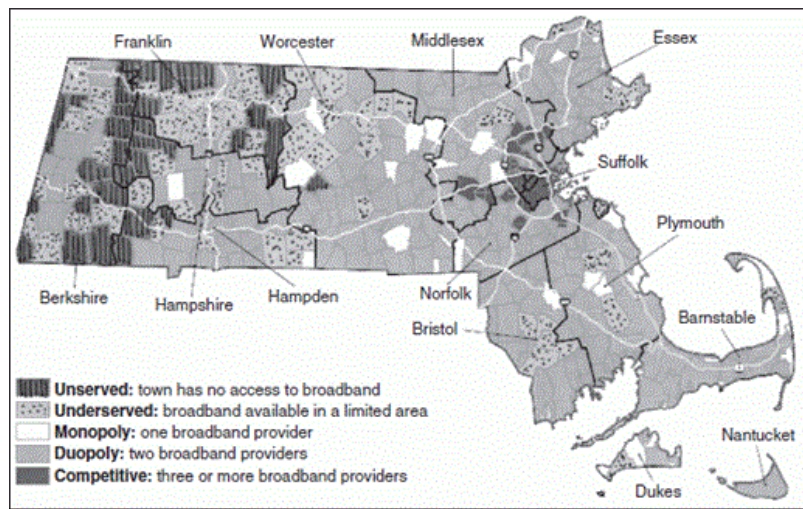 Franklin
Worcester
Middlesex
Essex
Suffolk
Plymouth
Berkshire
Hampshire
Hampden
Norfolk
Bristol
Barnstable
Unserved: town has no access to broadband
Underserved: broadband available in a limited area
Monopoly: one broadband provider
Duopoly: two broadband providers
Competitive: three or more broadband providers
Nantucket
Dukes